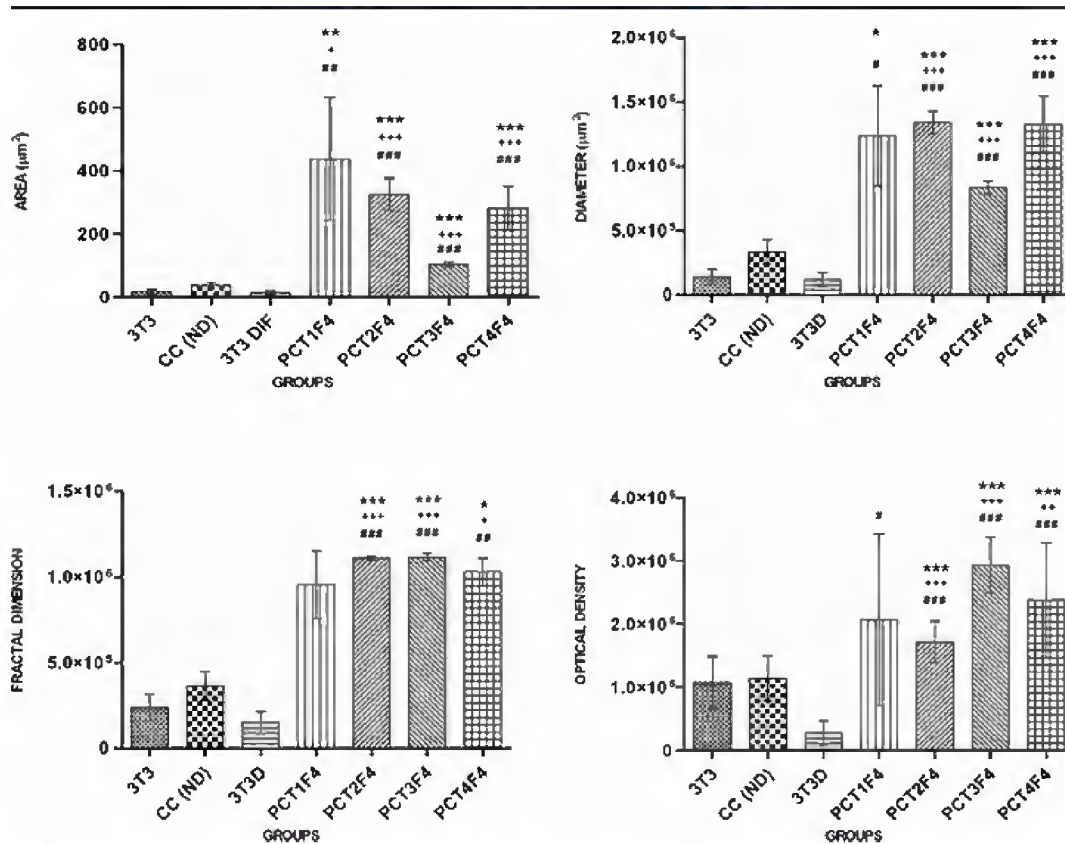 800
600
400
200
0
AREA (µm²)
**
+
##
***
+++
###
***
+++
###
***
+++
###
3T3
CC (ND)
3T3 DIF
PCT1F4
PCT2F4
PCT3F4
PCT4F4
GROUPS
2.0×10⁶
1.5×10⁶
1.0×10⁶
5.0×10⁵
0
DIAMETER (µm²)
*
#
***
+++
###
***
+++
###
***
+++
###
3T3
CC (ND)
3T3D
PCT1F4
PCT2F4
PCT3F4
PCT4F4
GROUPS
1.5×10⁶
1.0×10⁶
5.0×10⁵
0
FRACTAL DIMENSION
***
+++
###
***
+++
###
*
+
##
3T3
CC (ND)
3T3D
PCT1F4
PCT2F4
PCT3F4
PCT4F4
GROUPS
4.0×10⁶
3.0×10⁶
2.0×10⁶
1.0×10⁶
0
OPTICAL DENSITY
#
***
+++
###
***
+++
###
***
++
###
3T3
CC (ND)
3T3D
PCT1F4
PCT2F4
PCT3F4
PCT4F4
GROUPS